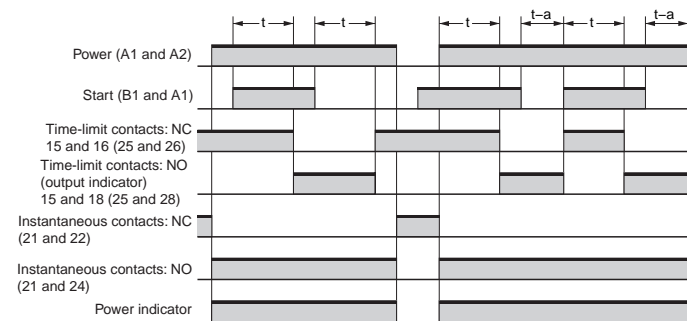 t t t t–a t t–a
Power (A1 and A2)
Start (B1 and A1)
Time-limit contacts: NC
15 and 16 (25 and 26)
Time-limit contacts: NO
(output indicator)
15 and 18 (25 and 28)
Instantaneous contacts: NC
(21 and 22)
Instantaneous contacts: NO
(21 and 24)
Power indicator